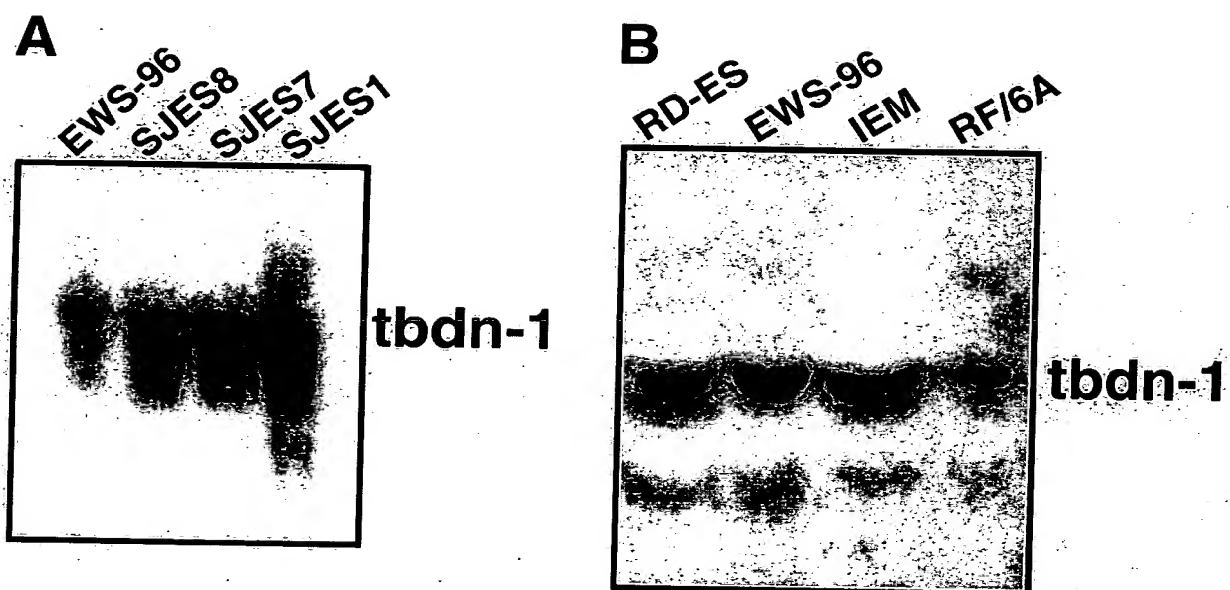 A
EWS-96
SJES8
SJES7
SJES1
tbdn-1
B
RD-ES
EWS-96
IEM
RF/6A
tbdn-1